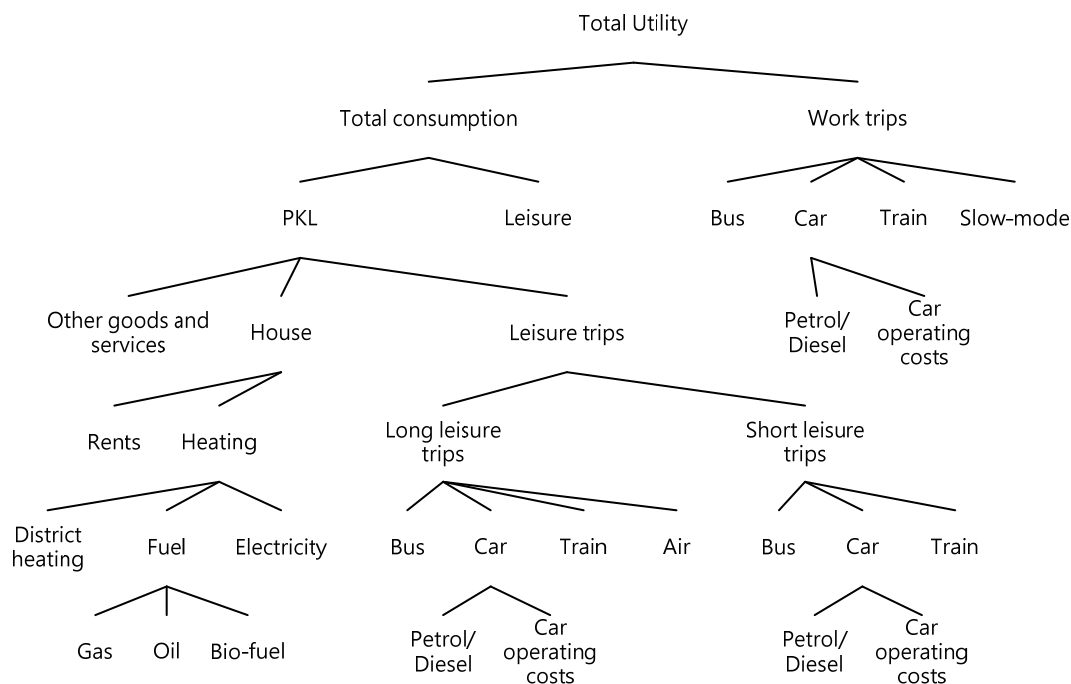 Total Utility
Total consumption
Work trips
PKL
Leisure
Bus
Car
Train
Slow-mode
Other goods and
services
House
Leisure trips
Petrol/
Diesel
Car
operating
costs
Rents
Heating
Long leisure
trips
Short leisure
trips
District
heating
Fuel
Electricity
Bus
Car
Train
Air
Bus
Car
Train
Gas
Oil
Bio-fuel
Petrol/
Diesel
Car
operating
costs
Petrol/
Diesel
Car
operating
costs